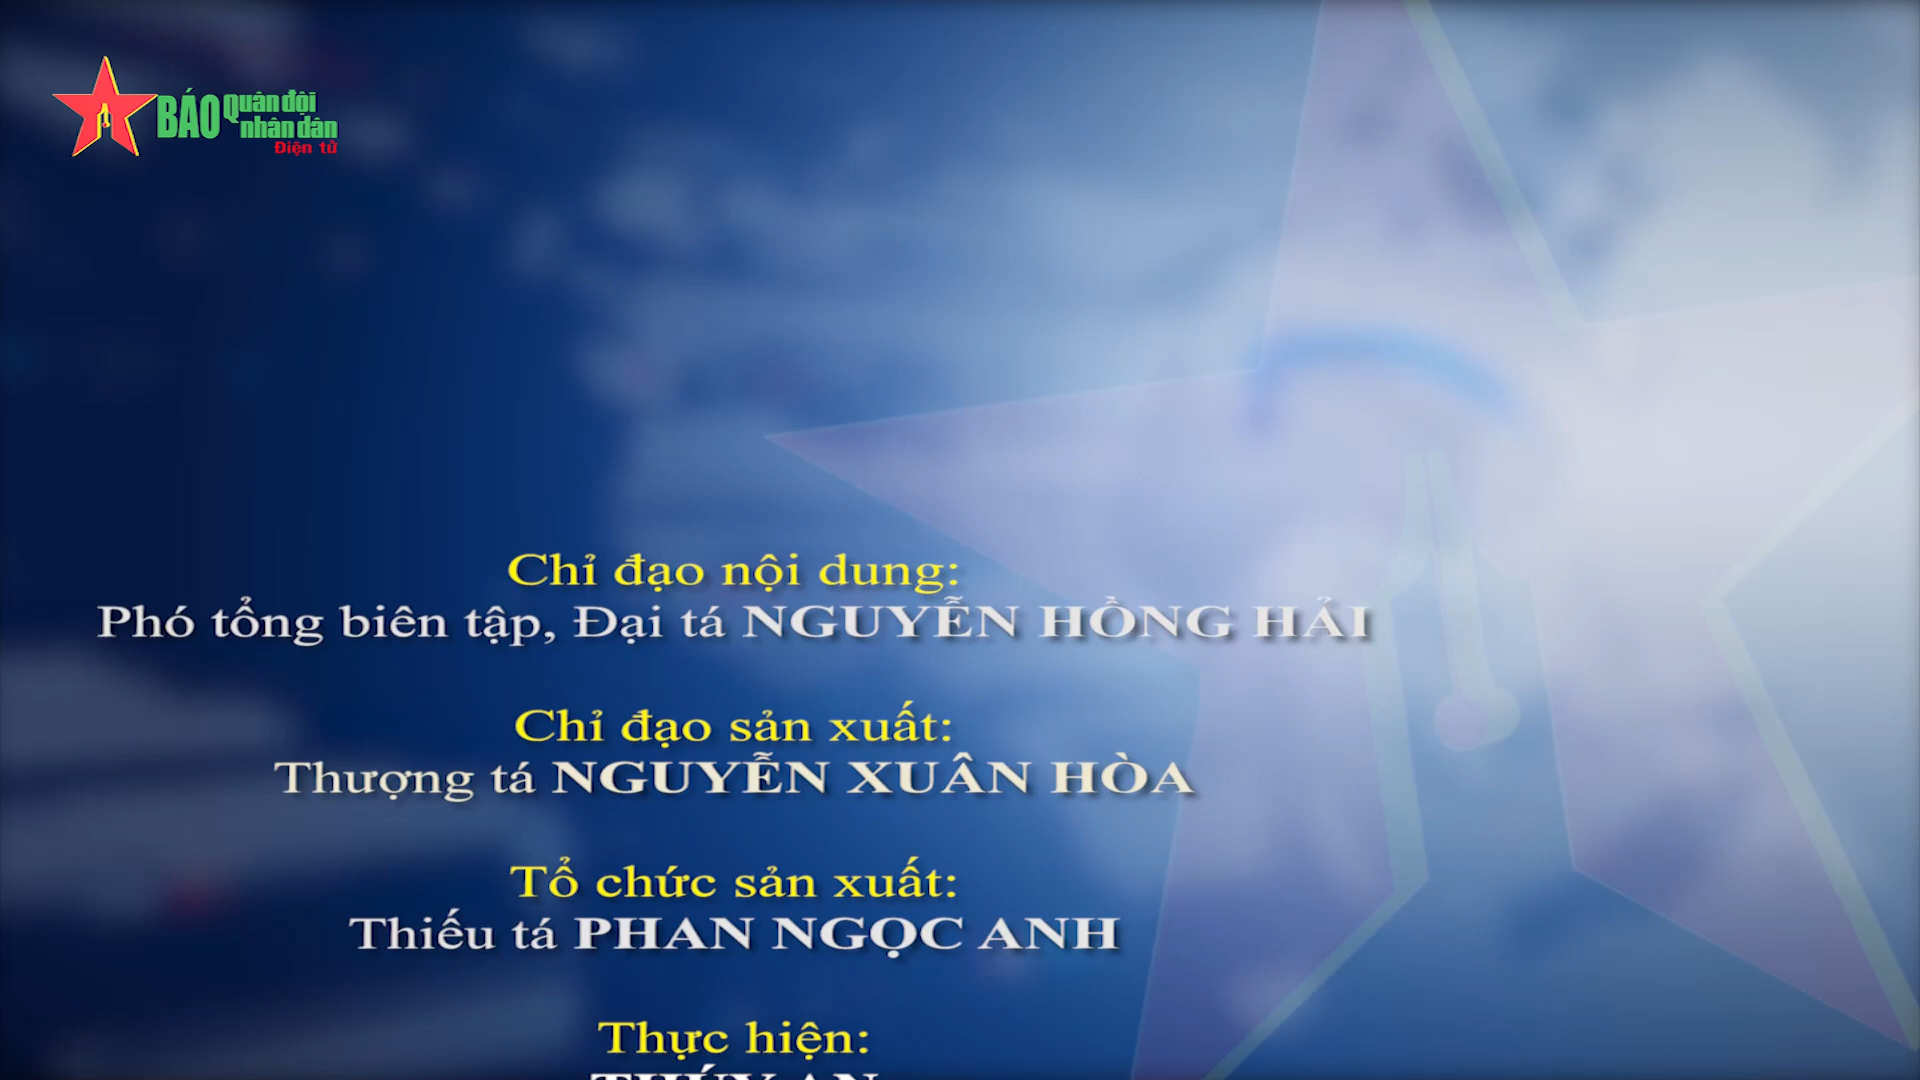 BÁO Quân đội
nhân dân
Điện tử
Chỉ đạo nội dung:
Phó tổng biên tập, Đại tá NGUYỄN HỒNG HẢI
Chỉ đạo sản xuất:
Thượng tá NGUYỄN XUÂN HÒA
Tổ chức sản xuất:
Thiếu tá PHAN NGỌC ANH
Thực hiện:
THÚY AN